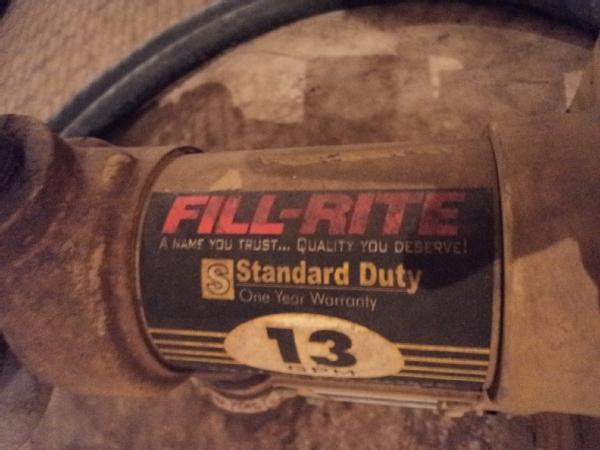 FILL-RITE
A NAME YOU TRUST... QUALITY YOU DESERVE!
S Standard Duty
One Year Warranty
13
GPM